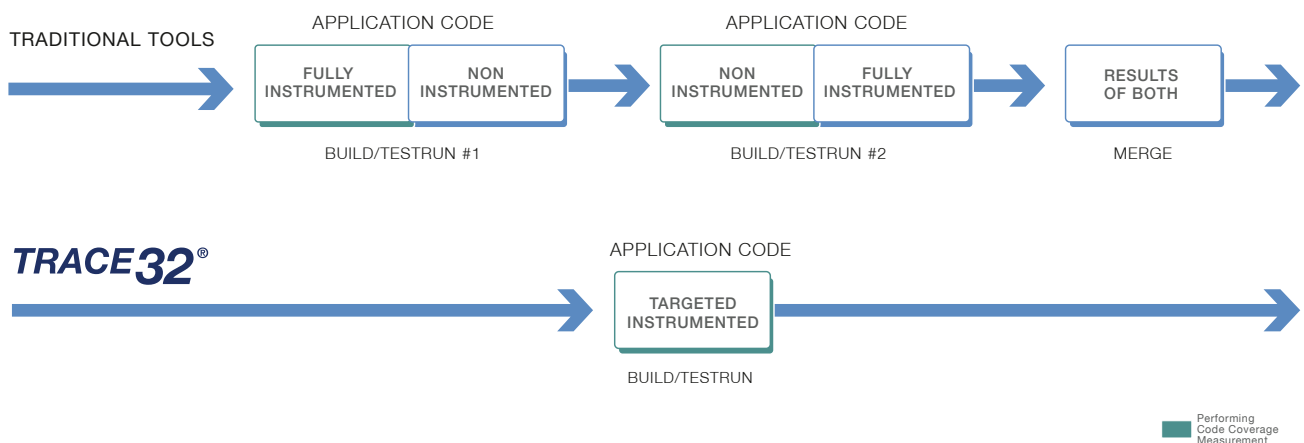 TRADITIONAL TOOLS
APPLICATION CODE
FULLY
INSTRUMENTED
NON
INSTRUMENTED
BUILD/TESTRUN #1
APPLICATION CODE
NON
INSTRUMENTED
FULLY
INSTRUMENTED
BUILD/TESTRUN #2
RESULTS
OF BOTH
MERGE
TRACE32®
APPLICATION CODE
TARGETED
INSTRUMENTED
BUILD/TESTRUN
Performing
Code Coverage
Measurement